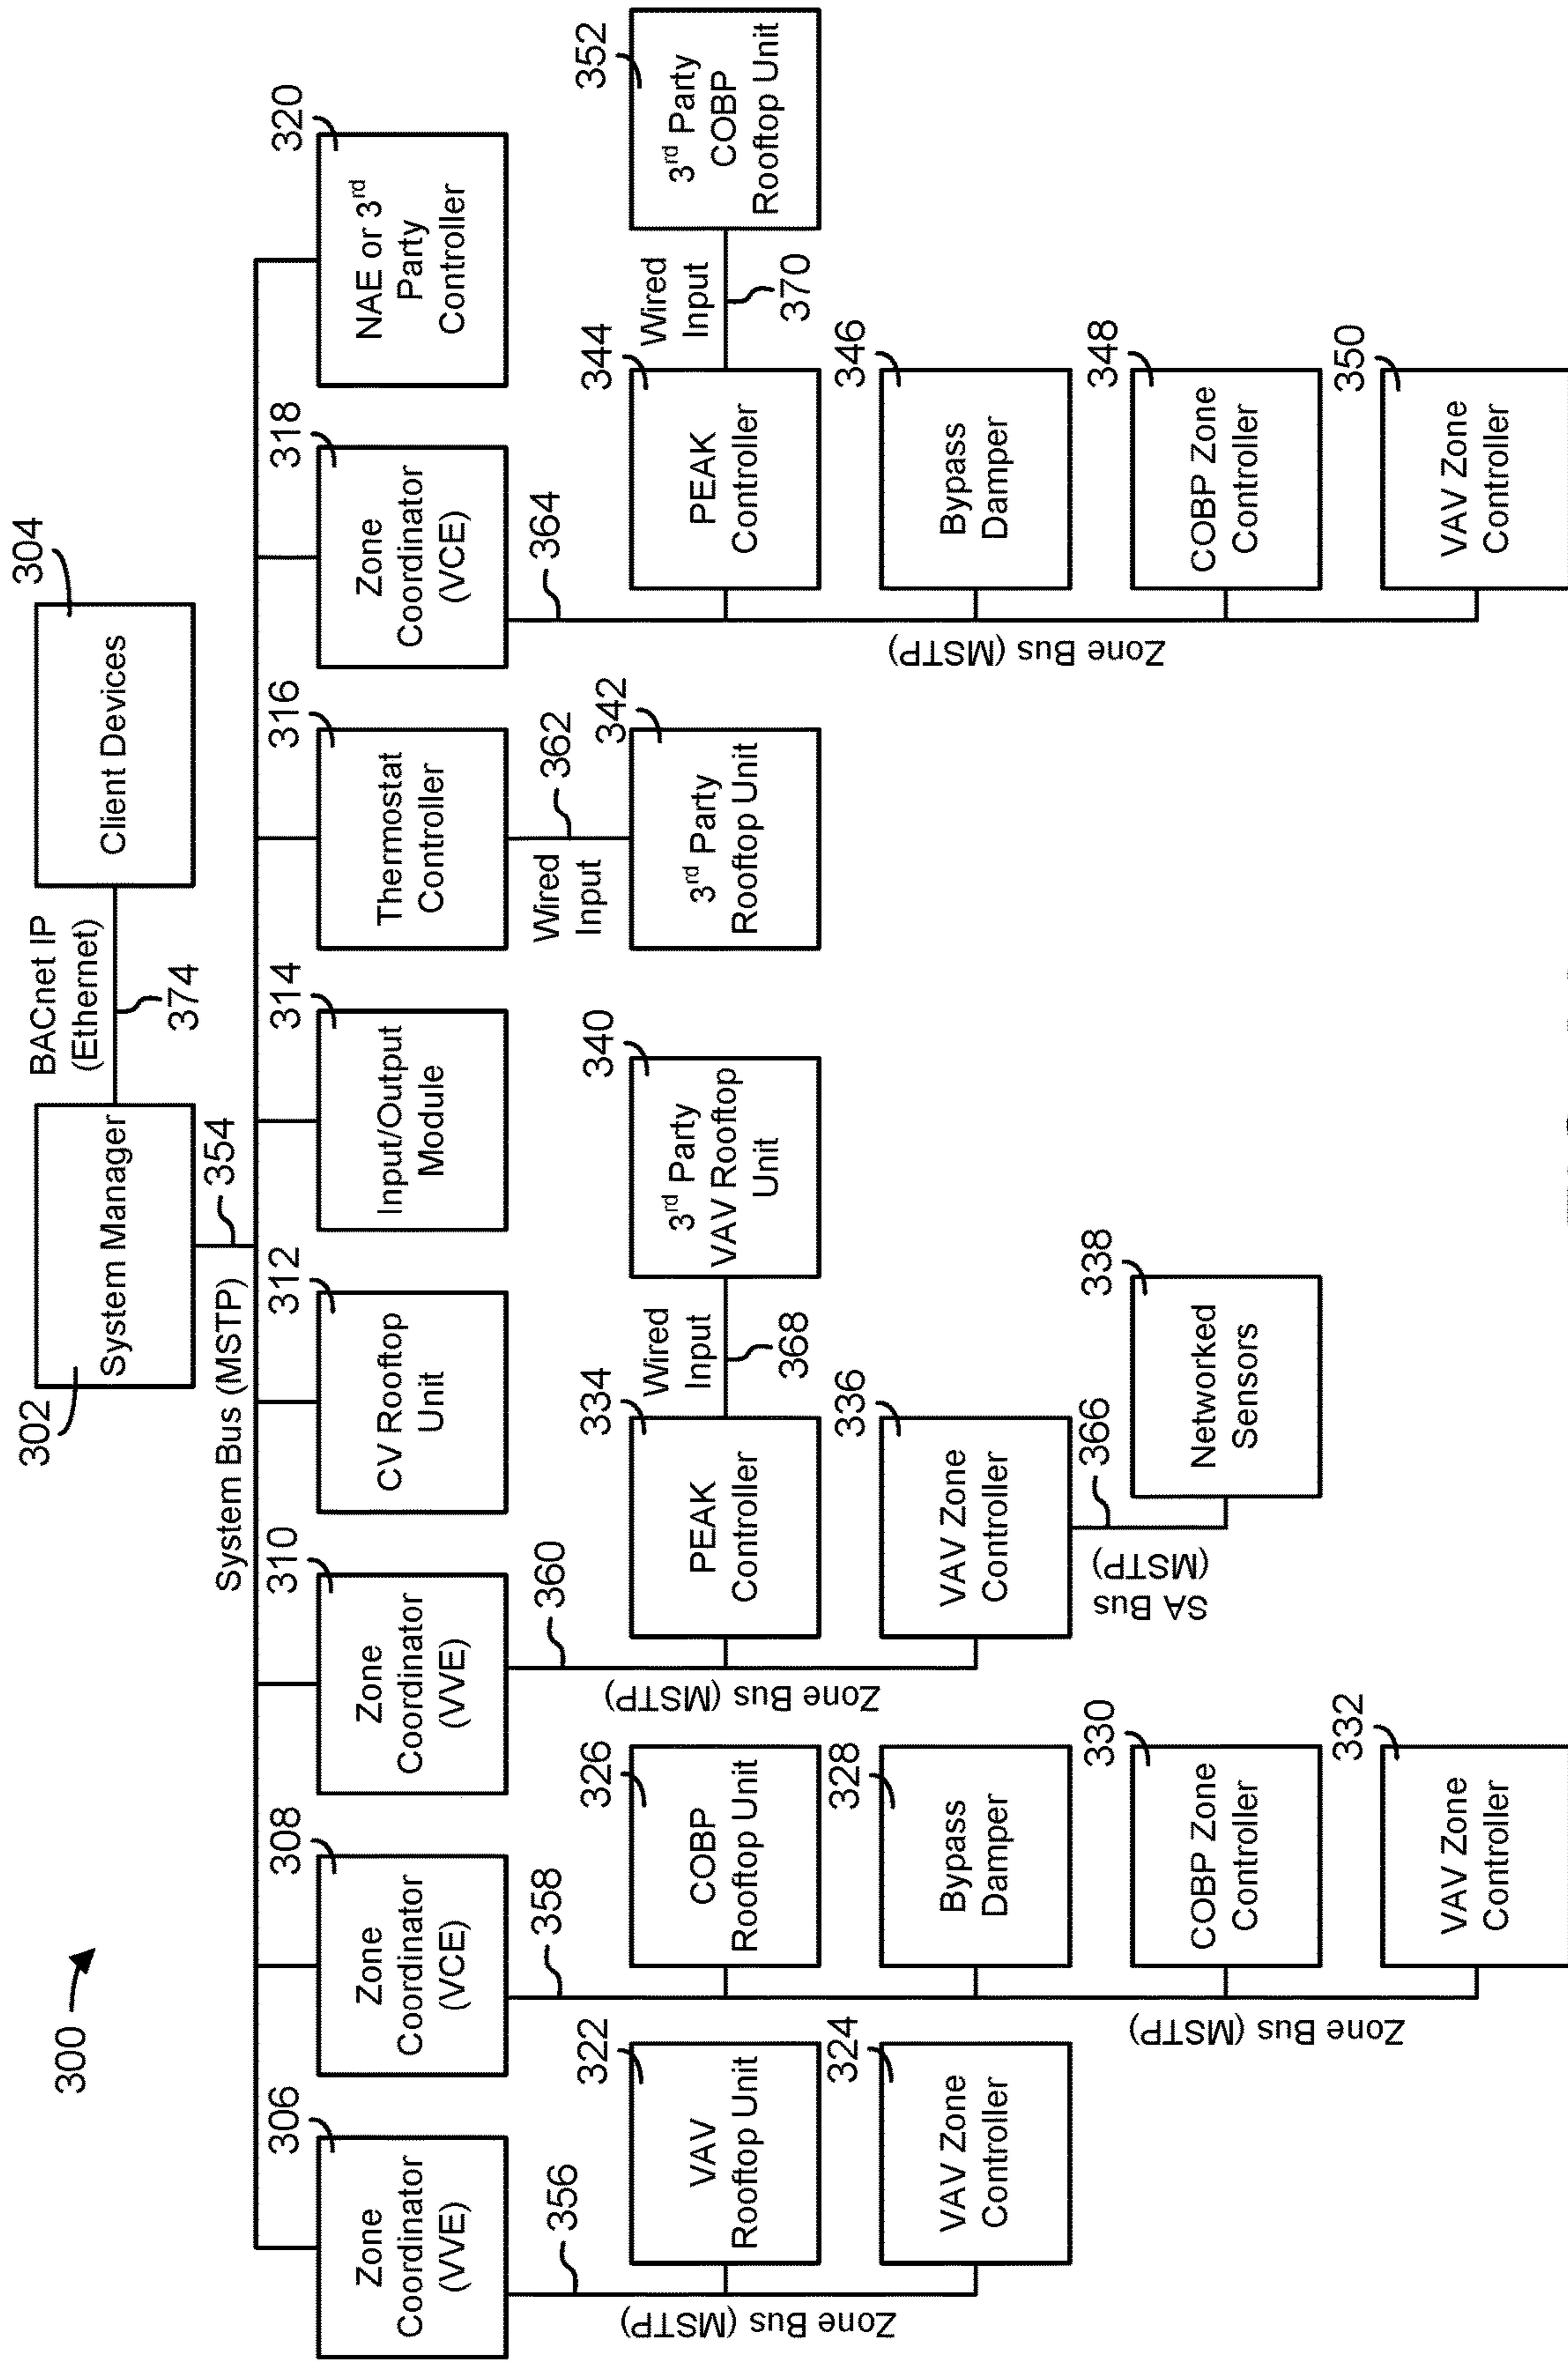 300
302
System Manager
BACnet IP
(Ethernet)
374
304
Client Devices
354
System Bus (MSTP)
306
Zone
Coordinator
(VVE)
308
Zone
Coordinator
(VCE)
310
Zone
Coordinator
(VVE)
312
CV Rooftop
Unit
314
Input/Output
Module
316
Thermostat
Controller
318
Zone
Coordinator
(VCE)
320
NAE or 3rd
Party
Controller
356
Zone Bus (MSTP)
322
VAV
Rooftop Unit
324
VAV Zone
Controller
358
Zone Bus (MSTP)
326
COBP
Rooftop Unit
328
Bypass
Damper
330
COBP Zone
Controller
332
VAV Zone
Controller
360
Zone Bus (MSTP)
334
PEAK
Controller
Wired
Input
368
340
3rd Party
VAV Rooftop
Unit
336
VAV Zone
Controller
366
SA Bus
(MSTP)
338
Networked
Sensors
362
Wired
Input
342
3rd Party
Rooftop Unit
364
Zone Bus (MSTP)
344
PEAK
Controller
Wired
Input
370
352
3rd Party
COBP
Rooftop Unit
346
Bypass
Damper
348
COBP Zone
Controller
350
VAV Zone
Controller